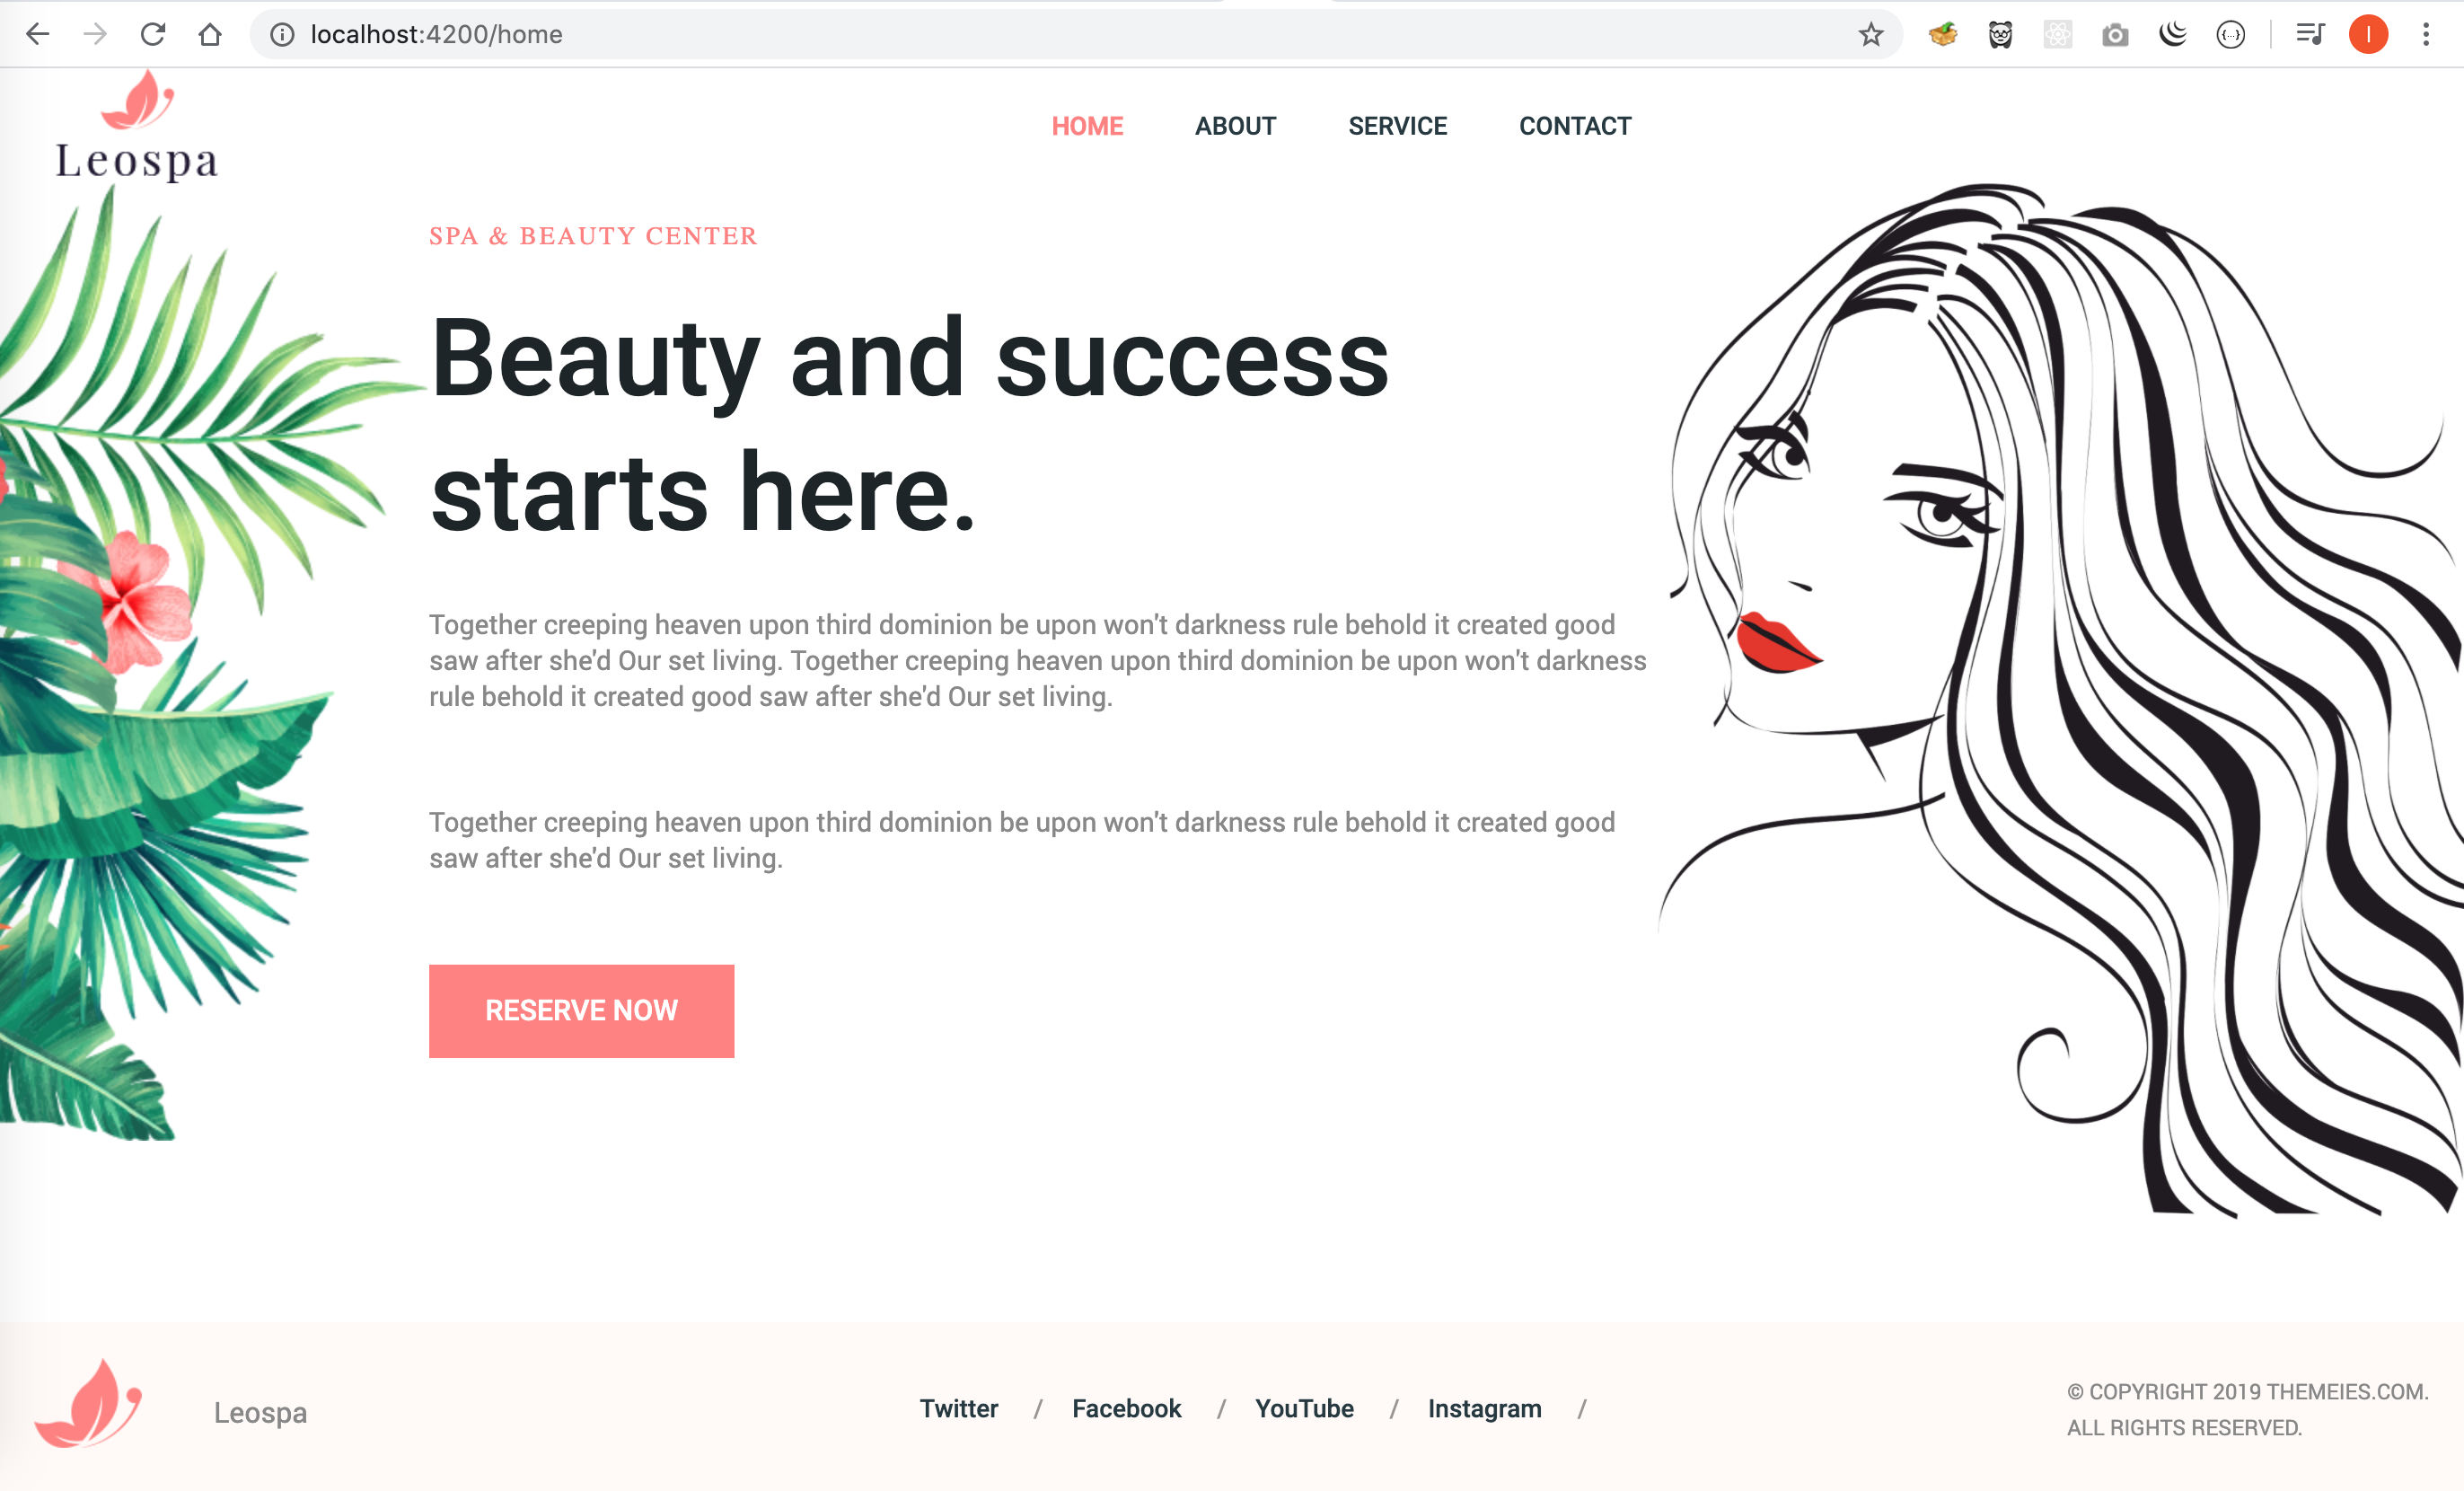 localhost:4200/home
I
Leospa
HOME ABOUT SERVICE CONTACT
SPA & BEAUTY CENTER
Beauty and success
starts here.
Together creeping heaven upon third dominion be upon won't darkness rule behold it created good
saw after she'd Our set living. Together creeping heaven upon third dominion be upon won't darkness
rule behold it created good saw after she'd Our set living.
Together creeping heaven upon third dominion be upon won't darkness rule behold it created good
saw after she'd Our set living.
RESERVE NOW
Leospa
Twitter / Facebook / YouTube / Instagram /
© COPYRIGHT 2019 THEMEIES.COM.
ALL RIGHTS RESERVED.